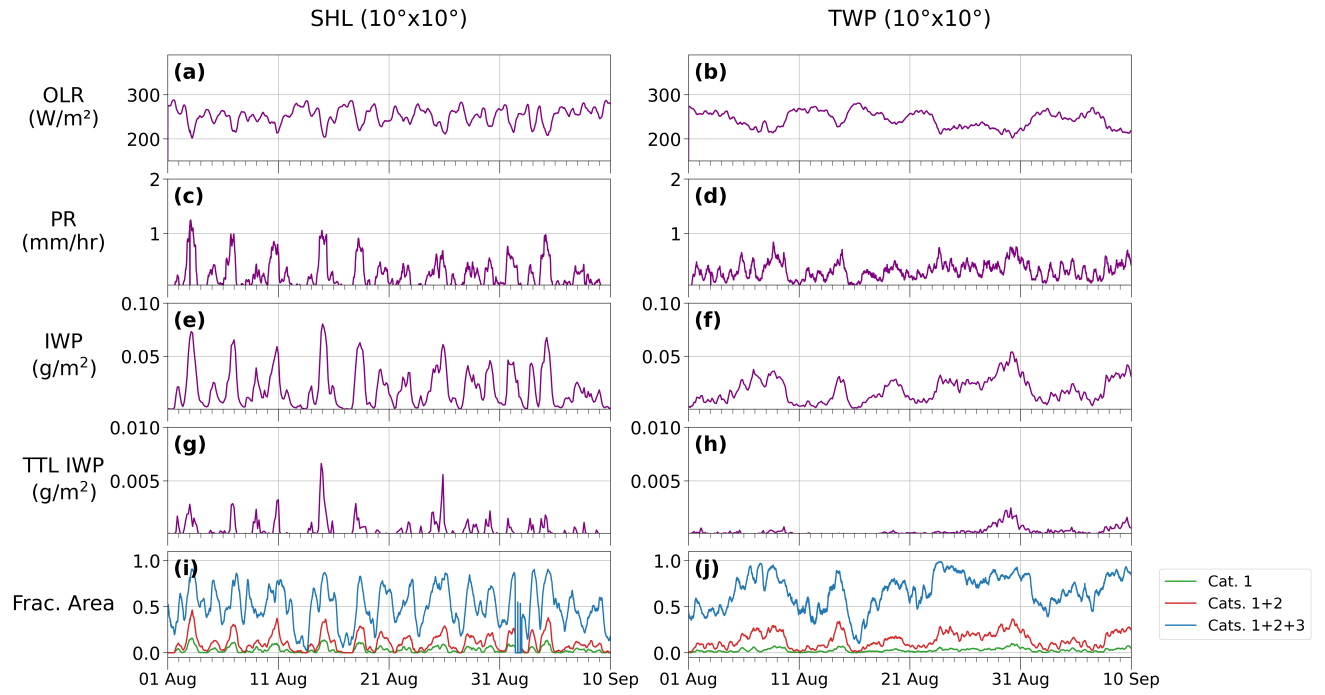 SHL (10°x10°)
TWP (10°x10°)
OLR
(W/m²)
300
200
(a)
300
200
(b)
PR
(mm/hr)
2
1
(c)
2
1
(d)
IWP
(g/m²)
0.10
0.05
(e)
0.10
0.05
(f)
TTL IWP
(g/m²)
0.010
0.005
(g)
0.010
0.005
(h)
Frac. Area
1.0
0.5
0.0
(i)
1.0
0.5
0.0
(j)
Cat. 1
Cats. 1+2
Cats. 1+2+3
01 Aug 11 Aug 21 Aug 31 Aug 10 Sep
01 Aug 11 Aug 21 Aug 31 Aug 10 Sep